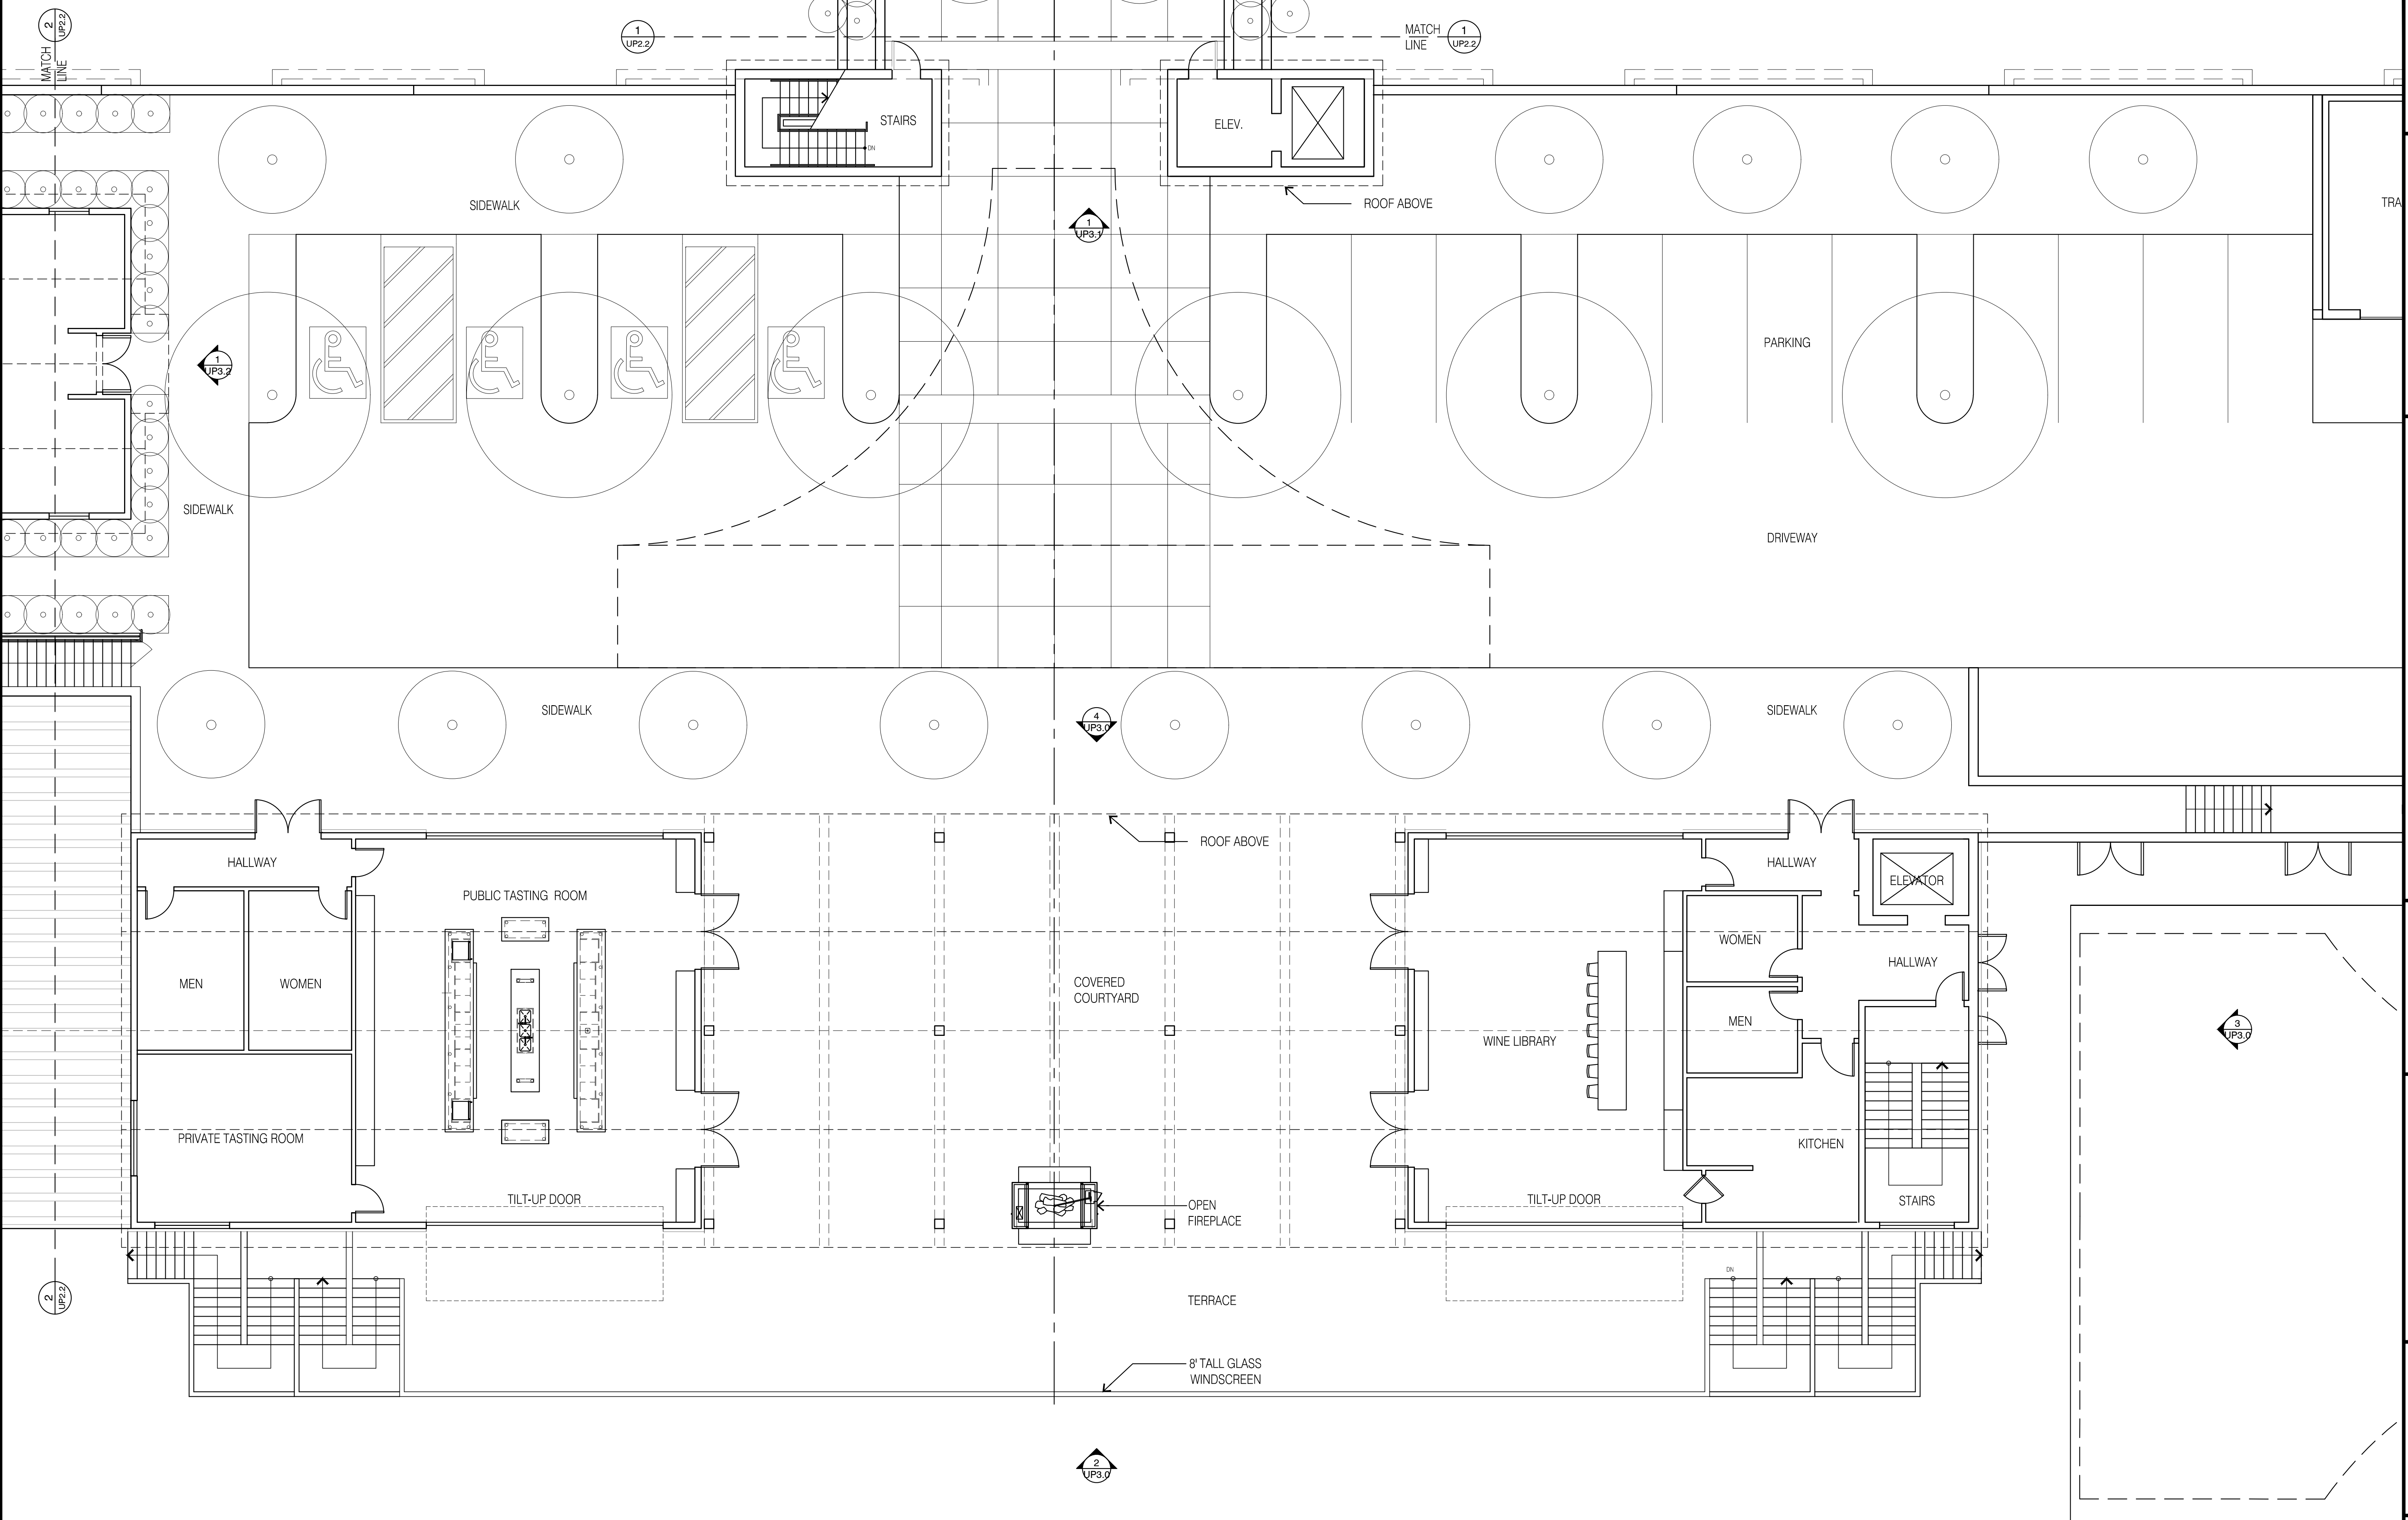 2
UP2.2
MATCH
LINE
1
UP2.2
MATCH
LINE
1
UP2.2
STAIRS
DN
ELEV.
SIDEWALK
ROOF ABOVE
1
UP3.1
TRA
1
UP3.2
PARKING
SIDEWALK
DRIVEWAY
SIDEWALK
4
UP3.0
SIDEWALK
ROOF ABOVE
HALLWAY
PUBLIC TASTING ROOM
HALLWAY
ELEVATOR
MEN
WOMEN
COVERED
COURTYARD
WOMEN
HALLWAY
MEN
WINE LIBRARY
3
UP3.0
PRIVATE TASTING ROOM
KITCHEN
TILT-UP DOOR
OPEN
FIREPLACE
TILT-UP DOOR
STAIRS
2
UP2.2
DN
TERRACE
8' TALL GLASS
WINDSCREEN
2
UP3.0